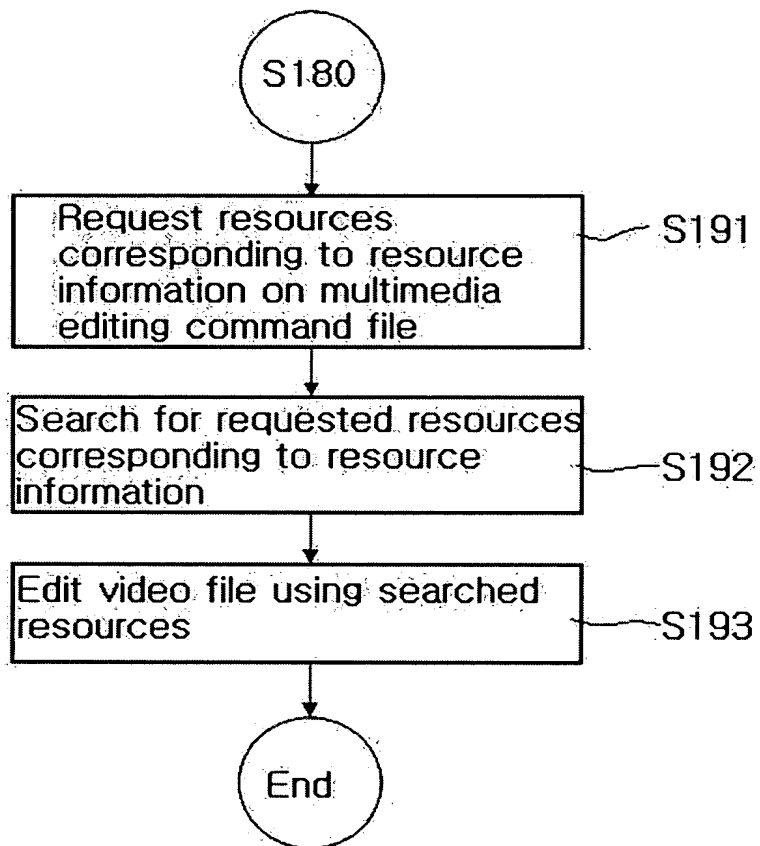 S180
Request resources
corresponding to resource
information on multimedia
editing command file
S191
Search for requested resources
corresponding to resource
information
S192
Edit video file using searched
resources
S193
End